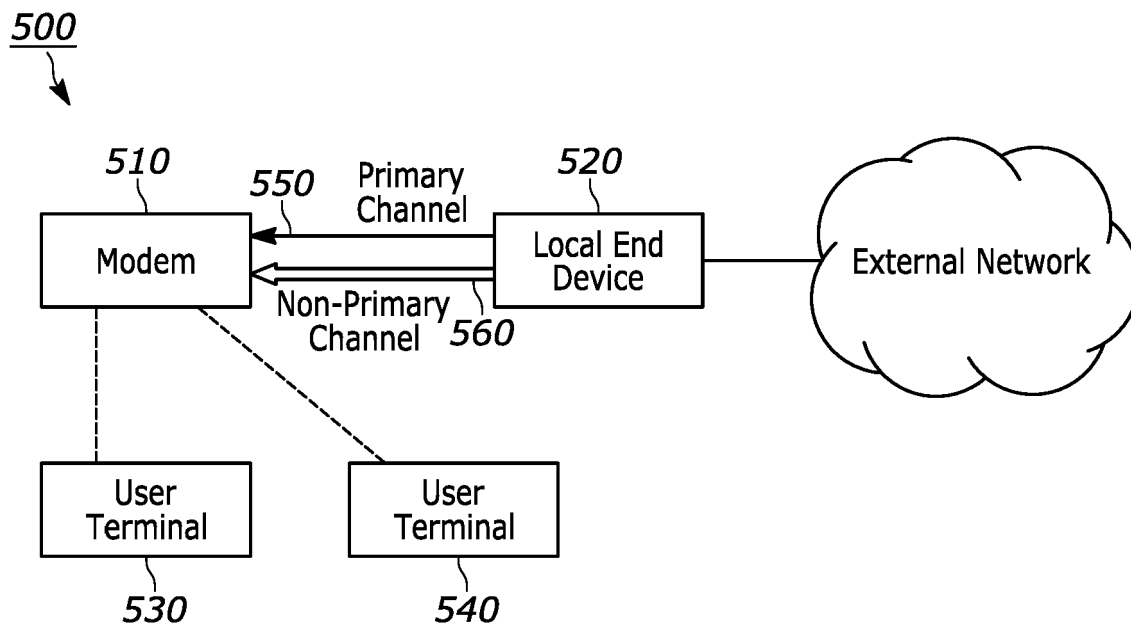 500
510
550
Primary
Channel
520
Modem
Local End
Device
External Network
Non-Primary
Channel
560
User
Terminal
User
Terminal
530
540